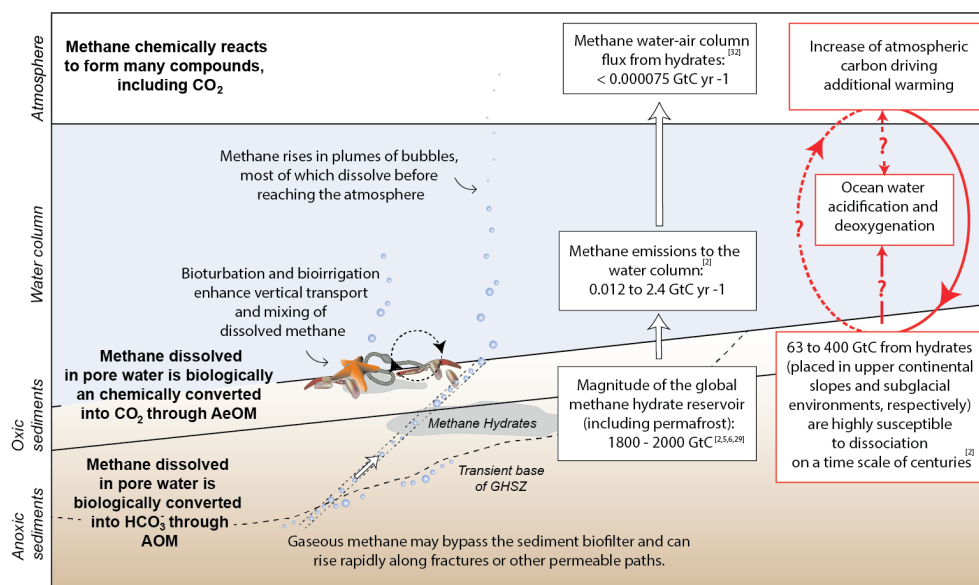 Atmosphere
Methane chemically reacts
to form many compounds,
including CO2
Methane water-air column
flux from hydrates:[32]
< 0.000075 GtC yr -1
Increase of atmospheric
carbon driving
additional warming
Water column
Methane rises in plumes of bubbles,
most of which dissolve before
reaching the atmosphere
?
Ocean water
acidification and
deoxygenation
?
?
Methane emissions to the
water column:[2]
0.012 to 2.4 GtC yr -1
Bioturbation and bioirrigation
enhance vertical transport
and mixing of
dissolved methane
Oxic
sediments
Methane dissolved
in pore water is biologically
an chemically converted
into CO2 through AeOM
Methane Hydrates
Magnitude of the global
methane hydrate reservoir
(including permafrost):
1800 - 2000 GtC[2,5,6,29]
63 to 400 GtC from hydrates
(placed in upper continental
slopes and subglacial
environments, respectively)
are highly susceptible
to dissociation
on a time scale of centuries[2]
Anoxic
sediments
Methane dissolved
in pore water is
biologically converted
into HCO3- through
AOM
Transient base
of GHSZ
Gaseous methane may bypass the sediment biofilter and can
rise rapidly along fractures or other permeable paths.